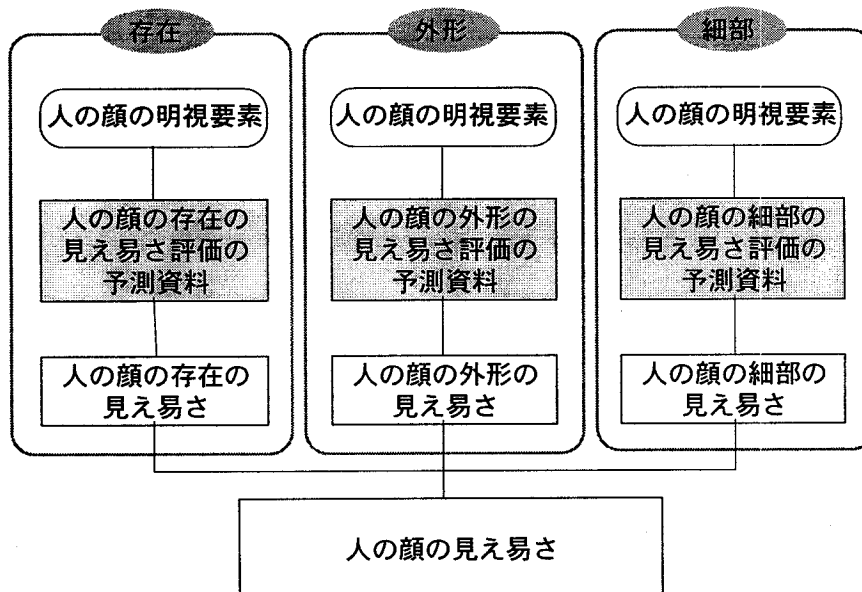 存在
人の顔の明視要素
人の顔の存在の
見え易さ評価の
予測資料
人の顔の存在の
見え易さ
外形
人の顔の明視要素
人の顔の外形の
見え易さ評価の
予測資料
人の顔の外形の
見え易さ
細部
人の顔の明視要素
人の顔の細部の
見え易さ評価の
予測資料
人の顔の細部の
見え易さ
人の顔の見え易さ